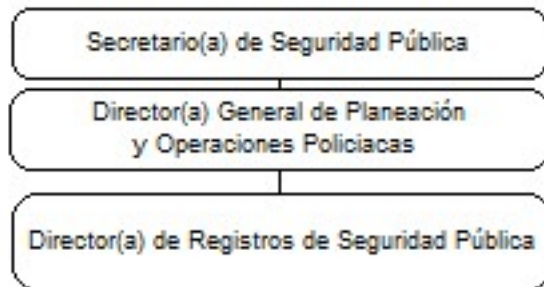 Secretario(a) de Seguridad Pública
Director(a) General de Planeación
y Operaciones Policiacas
Director(a) de Registros de Seguridad Pública